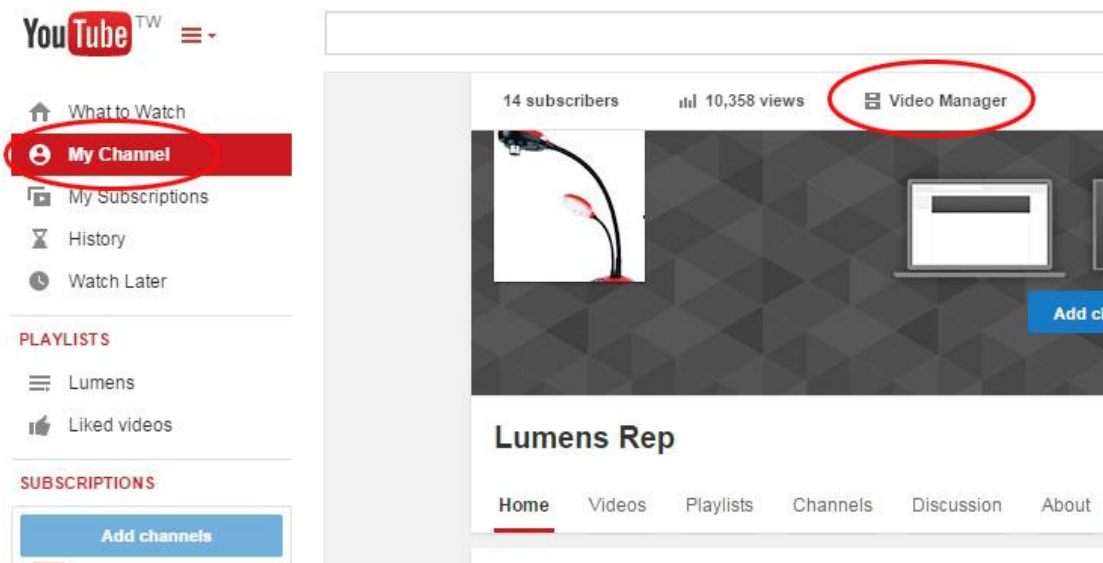 YouTube TW
What to Watch
My Channel
My Subscriptions
History
Watch Later
PLAYLISTS
Lumens
Liked videos
SUBSCRIPTIONS
Add channels
14 subscribers 10,358 views Video Manager
Add
Lumens Rep
Home Videos Playlists Channels Discussion About